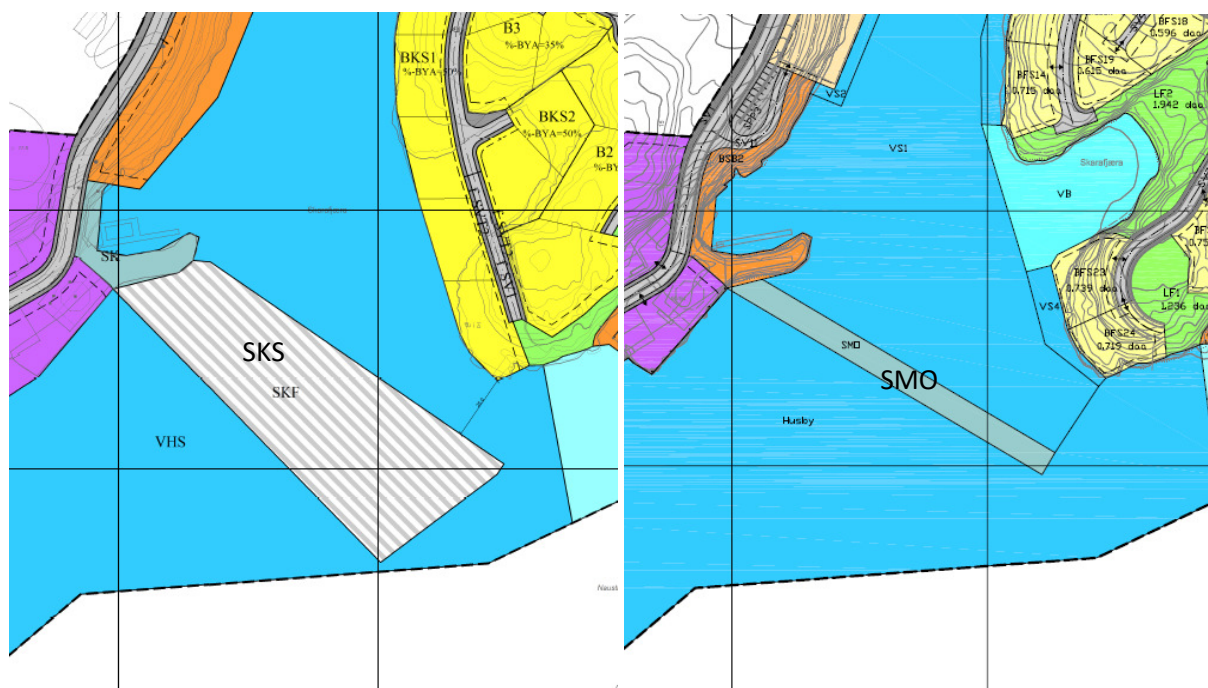 B3
%-BYA=35%
BKS1
%-BYA=50%
BKS2
%-BYA=50%
B2
SK
SKS
SKF
VHS
SV1
Skarafjæra
BFS18
0.596 daa
BFS19
0.615 daa
BFS14
0.715 daa
LF2
1.942 daa
VS2
SV1
BSB2
VS1
Skarafjæra
VB
BFS23
0.739 daa
VS4
LF1
1.236 daa
BFS24
0.719 daa
SMO
SMO
Husby